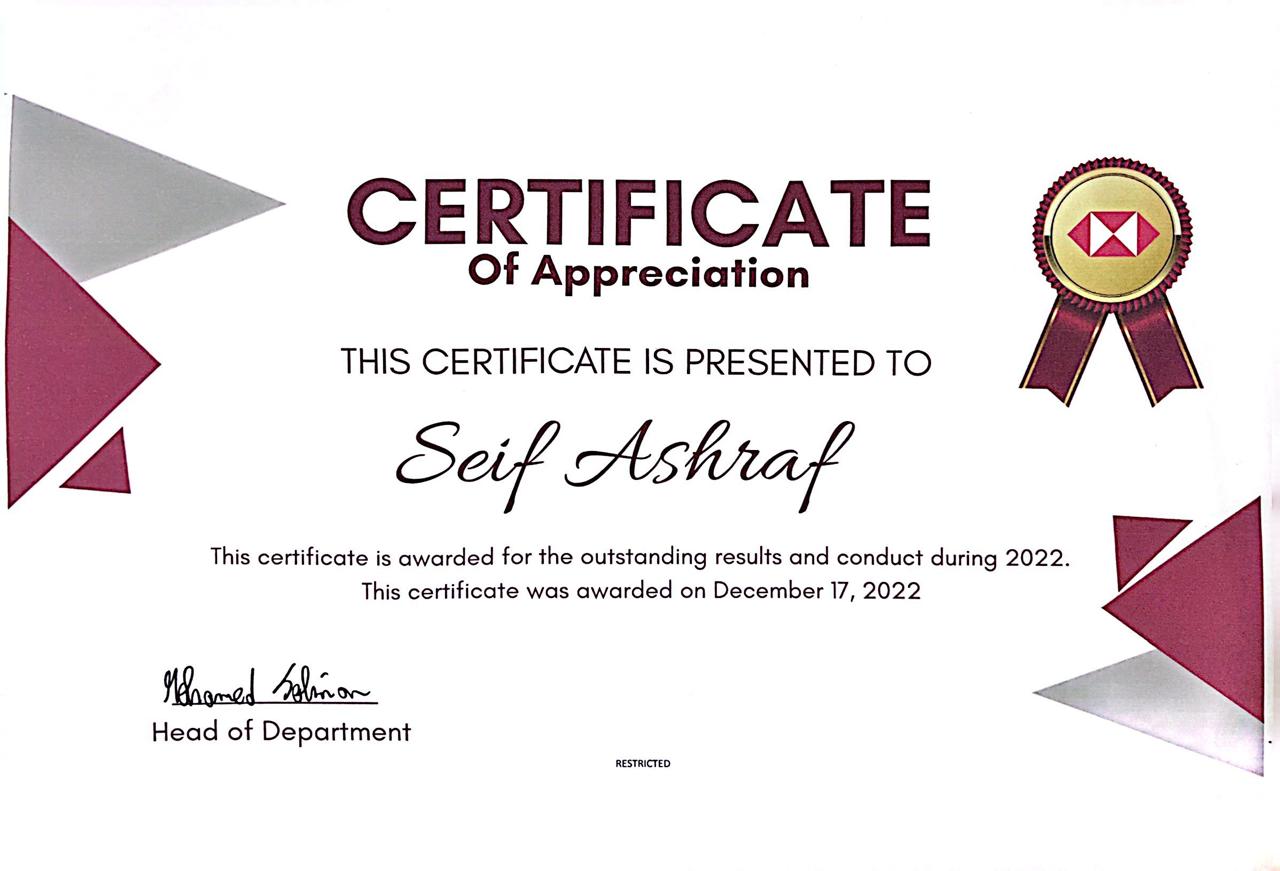 CERTIFICATE
Of Appreciation
THIS CERTIFICATE IS PRESENTED TO
Seif Ashraf
This certificate is awarded for the outstanding results and conduct during 2022.
This certificate was awarded on December 17, 2022
Mohamed Soliman
Head of Department
RESTRICTED